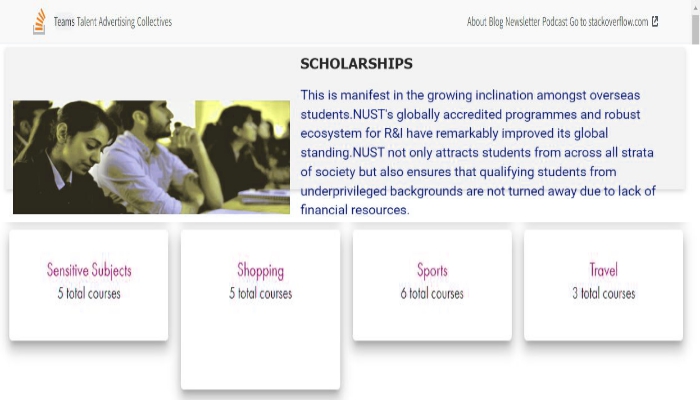 Teams Talent Advertising Collectives
About Blog Newsletter Podcast Go to stackoverflow.com
SCHOLARSHIPS
This is manifest in the growing inclination amongst overseas
students.NUST's globally accredited programmes and robust
ecosystem for R&I have remarkably improved its global
standing.NUST not only attracts students from across all strata
of society but also ensures that qualifying students from
underprivileged backgrounds are not turned away due to lack of
financial resources.
Sensitive Subjects
5 total courses
Shopping
5 total courses
Sports
6 total courses
Travel
3 total courses